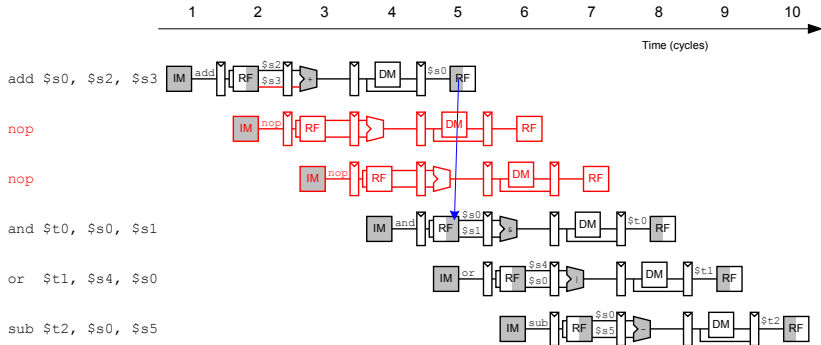 1 2 3 4 5 6 7 8 9 10
Time (cycles)
add $s0, $s2, $s3 IM add RF $s2 $s3 + DM $s0 RF
nop IM nop RF DM RF
nop IM nop RF DM RF
and $t0, $s0, $s1 IM and RF $s0 $s1 & DM $t0 RF
or $t1, $s4, $s0 IM or RF $s4 $s0 | DM $t1 RF
sub $t2, $s0, $s5 IM sub RF $s0 $s5 - DM $t2 RF